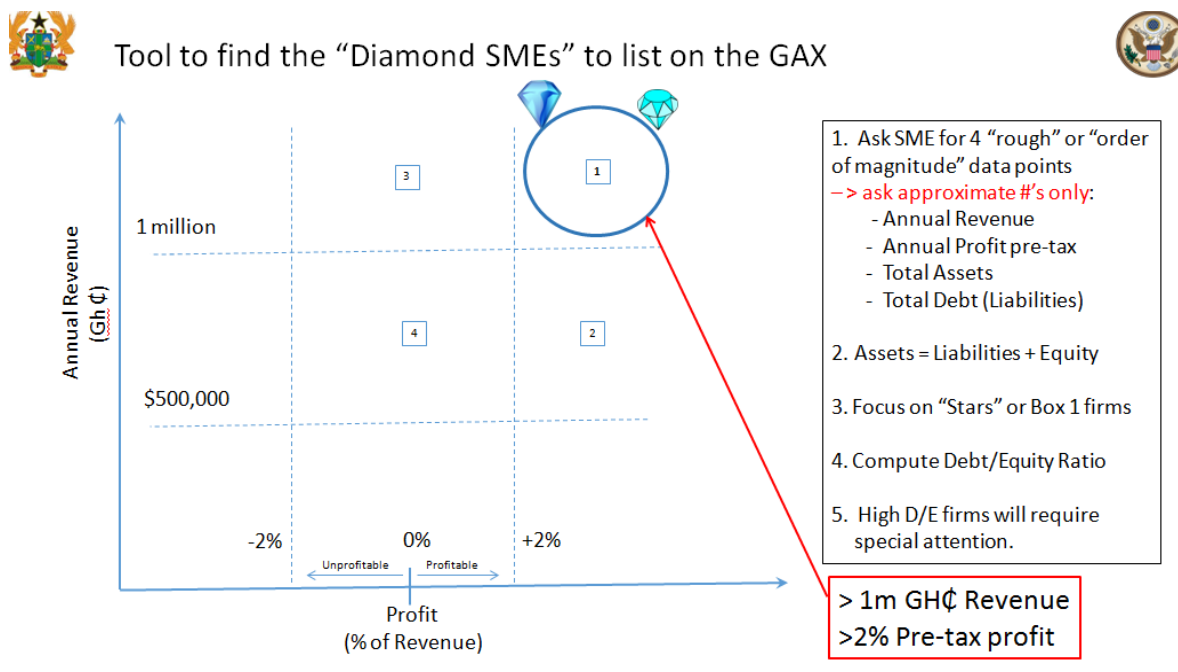 Tool to find the “Diamond SMEs” to list on the GAX
Annual Revenue
(Gh ₵)
1 million
$500,000
3
1
4
2
-2%
0%
+2%
Unprofitable
Profitable
Profit
(% of Revenue)
1. Ask SME for 4 “rough” or “order
of magnitude” data points
–> ask approximate #’s only:
- Annual Revenue
- Annual Profit pre-tax
- Total Assets
- Total Debt (Liabilities)
2. Assets = Liabilities + Equity
3. Focus on “Stars” or Box 1 firms
4. Compute Debt/Equity Ratio
5. High D/E firms will require
special attention.
> 1m GH₵ Revenue
>2% Pre-tax profit